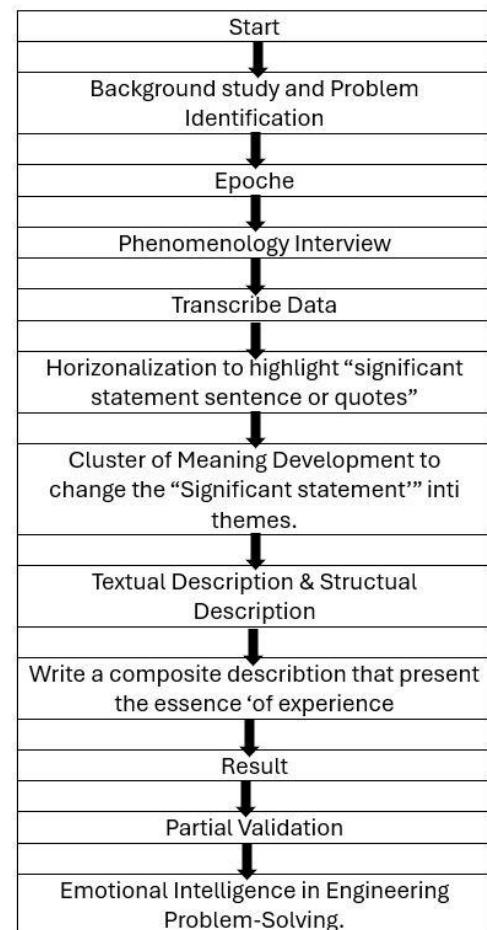 Start
Background study and Problem
Identification
Epoche
Phenomenology Interview
Transcribe Data
Horizonalization to highlight “significant
statement sentence or quotes”
Cluster of Meaning Development to
change the “Significant statement’” inti
themes.
Textual Description & Structual
Description
Write a composite describtion that present
the essence ‘of experience
Result
Partial Validation
Emotional Intelligence in Engineering
Problem-Solving.